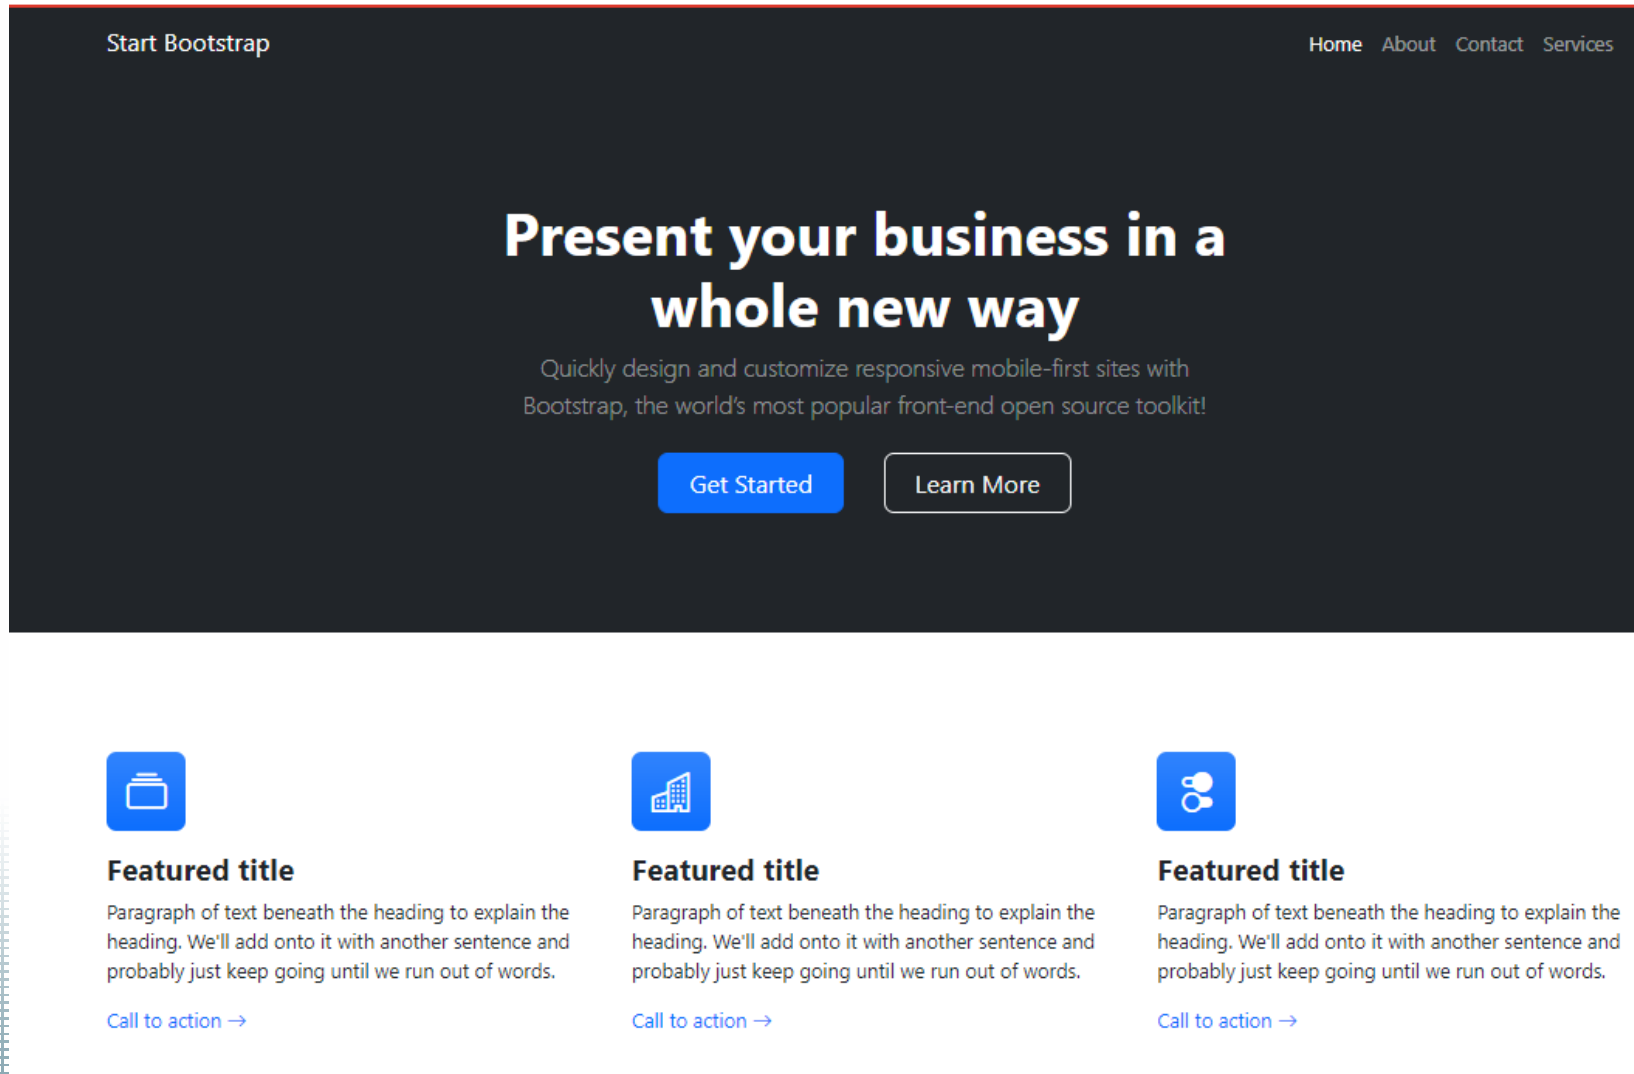 Start Bootstrap
Home About Contact Services
Present your business in a
whole new way
Quickly design and customize responsive mobile-first sites with
Bootstrap, the world's most popular front-end open source toolkit!
Get Started
Learn More
Featured title
Paragraph of text beneath the heading to explain the
heading. We'll add onto it with another sentence and
probably just keep going until we run out of words.
Call to action →
Featured title
Paragraph of text beneath the heading to explain the
heading. We'll add onto it with another sentence and
probably just keep going until we run out of words.
Call to action →
Featured title
Paragraph of text beneath the heading to explain the
heading. We'll add onto it with another sentence and
probably just keep going until we run out of words.
Call to action →